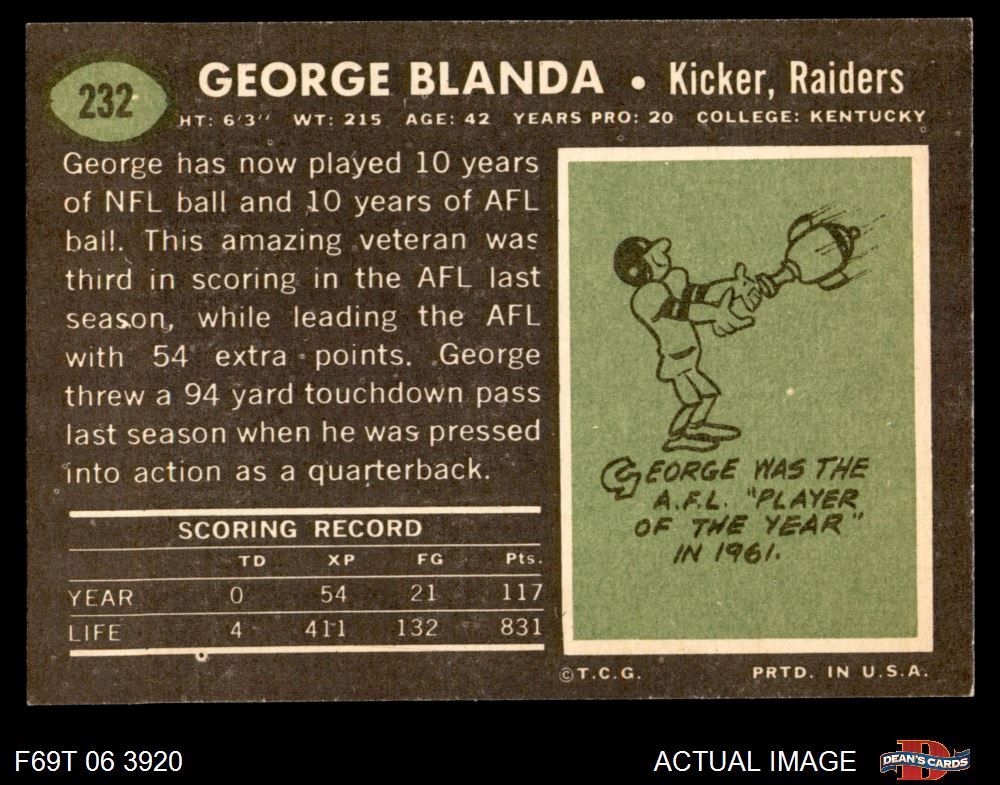 232
GEORGE BLANDA • Kicker, Raiders
HT: 6'3" WT: 215 AGE: 42 YEARS PRO: 20 COLLEGE: KENTUCKY
George has now played 10 years
of NFL ball and 10 years of AFL
ball. This amazing veteran was
third in scoring in the AFL last
season, while leading the AFL
with 54 extra points. George
threw a 94 yard touchdown pass
last season when he was pressed
into action as a quarterback.
SCORING RECORD
TD XP FG Pts.
YEAR 0 54 21 117
LIFE 4 411 132 831
GEORGE WAS THE
A.F.L. "PLAYER
OF THE YEAR"
IN 1961.
©T.C.G. PRTD. IN U.S.A.
F69T 06 3920 ACTUAL IMAGE D DEAN'S CARDS